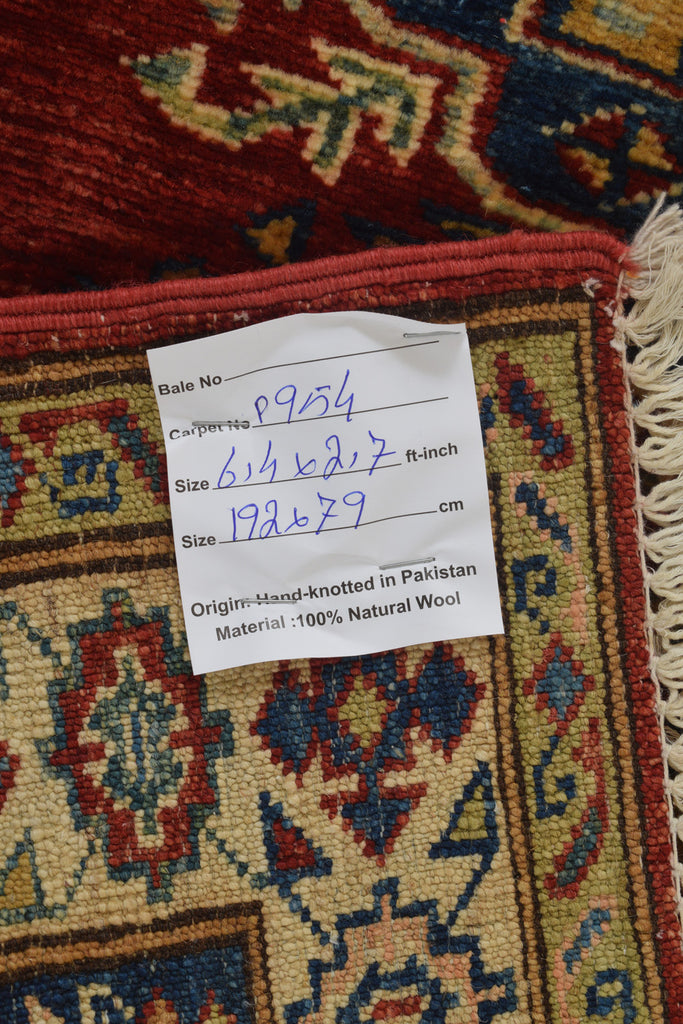 Bale No
Carpet No P954
Size 6,4x2,7 ft-inch
Size 192x79 cm
Origin: Hand-knotted in Pakistan
Material :100% Natural Wool